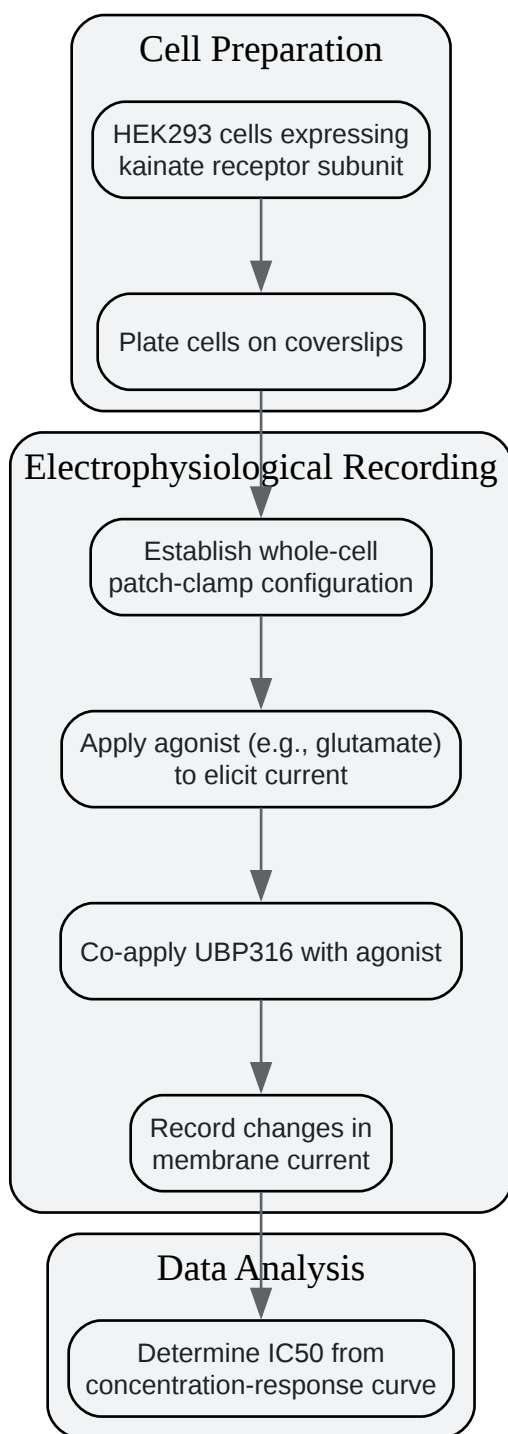 Cell Preparation
HEK293 cells expressing
kainate receptor subunit
Plate cells on coverslips
Electrophysiological Recording
Establish whole-cell
patch-clamp configuration
Apply agonist (e.g., glutamate)
to elicit current
Co-apply UBP316 with agonist
Record changes in
membrane current
Data Analysis
Determine IC50 from
concentration-response curve